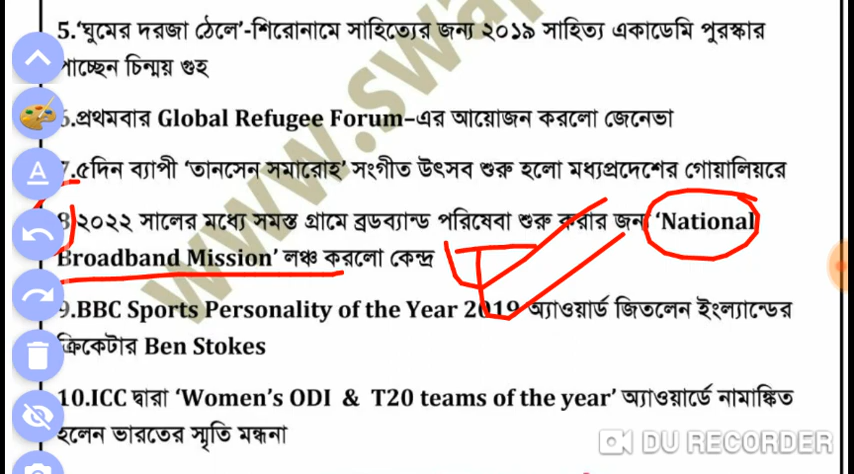 5.‘ঘুমের দরজা ঠেলে’-শিরোনামে সাহিত্যের জন্য ২০১৯ সাহিত্য একাডেমি পুরস্কার
পাচ্ছেন চিন্ময় গুহ
6.প্রথমবার Global Refugee Forum–এর আয়োজন করলো জেনেভা
7.৫দিন ব্যাপী ‘তানসেন সমারোহ’ সংগীত উৎসব শুরু হলো মধ্যপ্রদেশের গোয়ালিয়রে
8.২০২২ সালের মধ্যে সমস্ত গ্রামে ব্রডব্যান্ড পরিষেবা শুরু করার জন্য ‘National
Broadband Mission’ লঞ্চ করলো কেন্দ্র
9.BBC Sports Personality of the Year 2019 অ্যাওয়ার্ড জিতলেন ইংল্যান্ডের
ক্রিকেটার Ben Stokes
10.ICC দ্বারা ‘Women’s ODI & T20 teams of the year’ অ্যাওয়ার্ডে নামাঙ্কিত
হলেন ভারতের স্মৃতি মন্ধনা
DU RECORDER
A